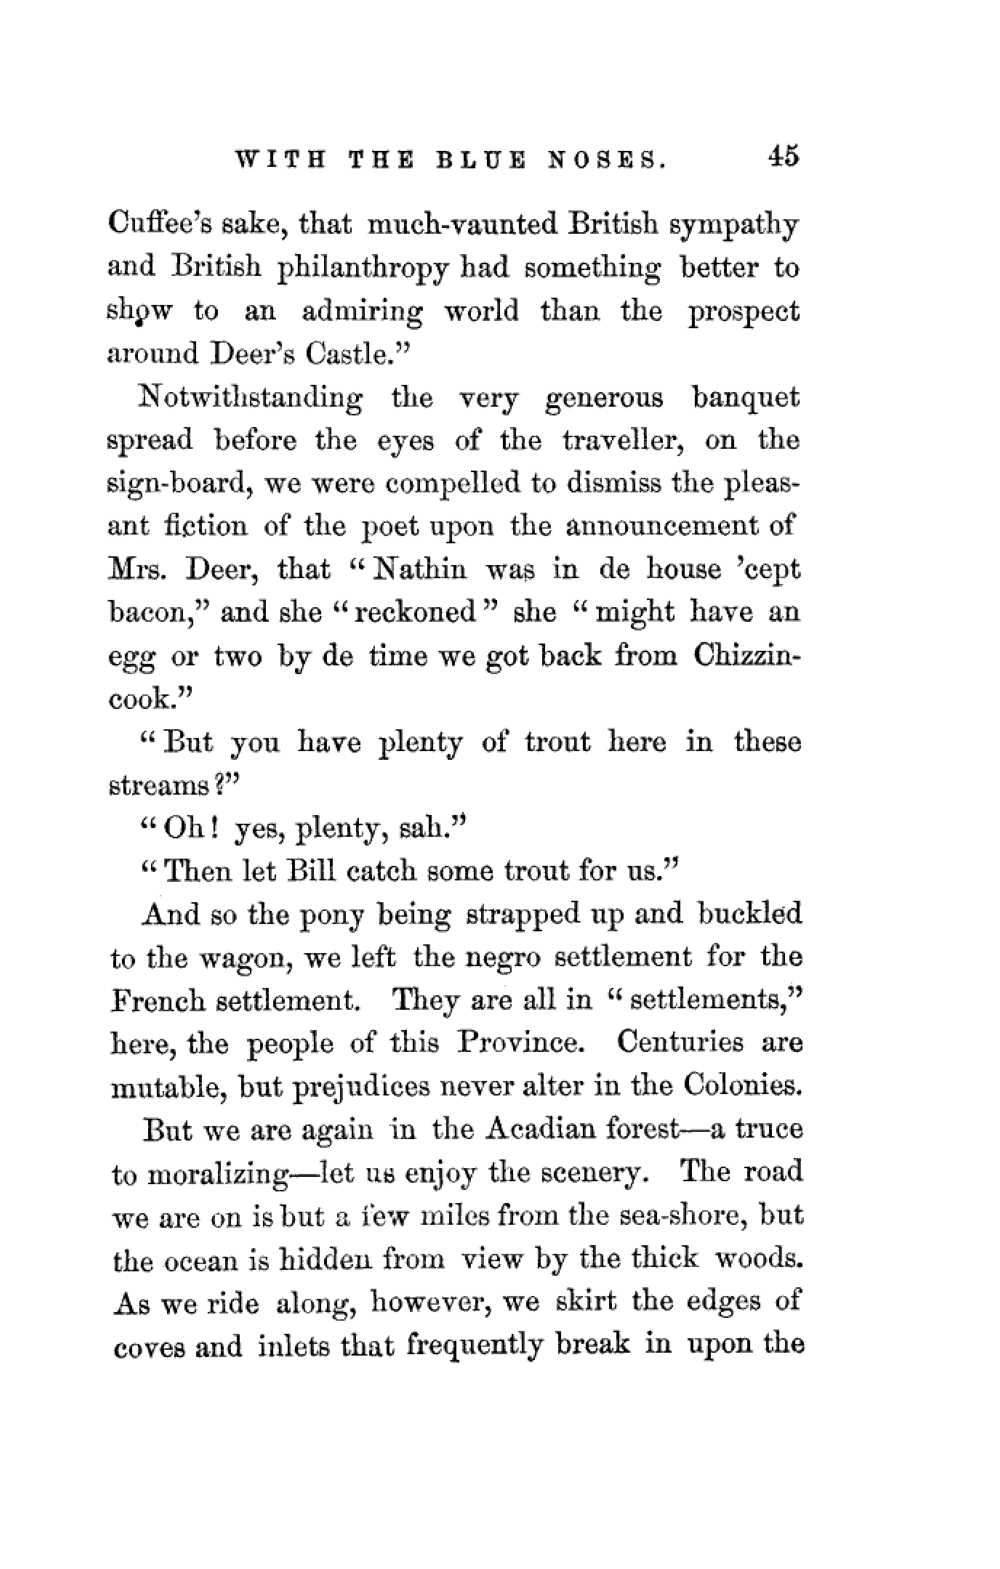 WITH THE BLUE NOSES. 45
Cuffee's sake, that much-vaunted British sympathy
and British philanthropy had something better to
show to an admiring world than the prospect
around Deer's Castle.”
Notwithstanding the very generous banquet
spread before the eyes of the traveller, on the
sign-board, we were compelled to dismiss the pleas-
ant fiction of the poet upon the announcement of
Mrs. Deer, that “Nathin was in de house ’cept
bacon,” and she “reckoned” she “might have an
egg or two by de time we got back from Chizzin-
cook.”
“But you have plenty of trout here in these
streams?”
“Oh! yes, plenty, sah.”
“Then let Bill catch some trout for us.”
And so the pony being strapped up and buckled
to the wagon, we left the negro settlement for the
French settlement. They are all in “settlements,”
here, the people of this Province. Centuries are
mutable, but prejudices never alter in the Colonies.
But we are again in the Acadian forest—a truce
to moralizing—let us enjoy the scenery. The road
we are on is but a few miles from the sea-shore, but
the ocean is hidden from view by the thick woods.
As we ride along, however, we skirt the edges of
coves and inlets that frequently break in upon the